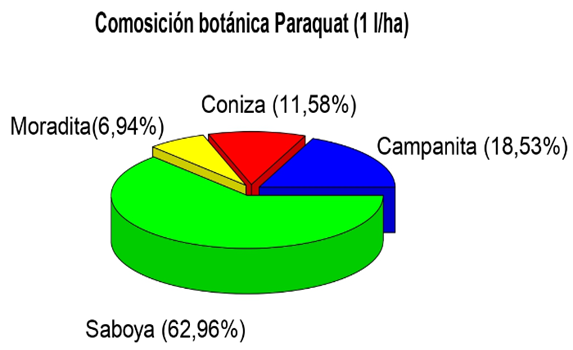 Comosición botánica Paraquat (1 l/ha)
Coniza (11,58%)
Moradita(6,94%)
Campanita (18,53%)
Saboya (62,96%)